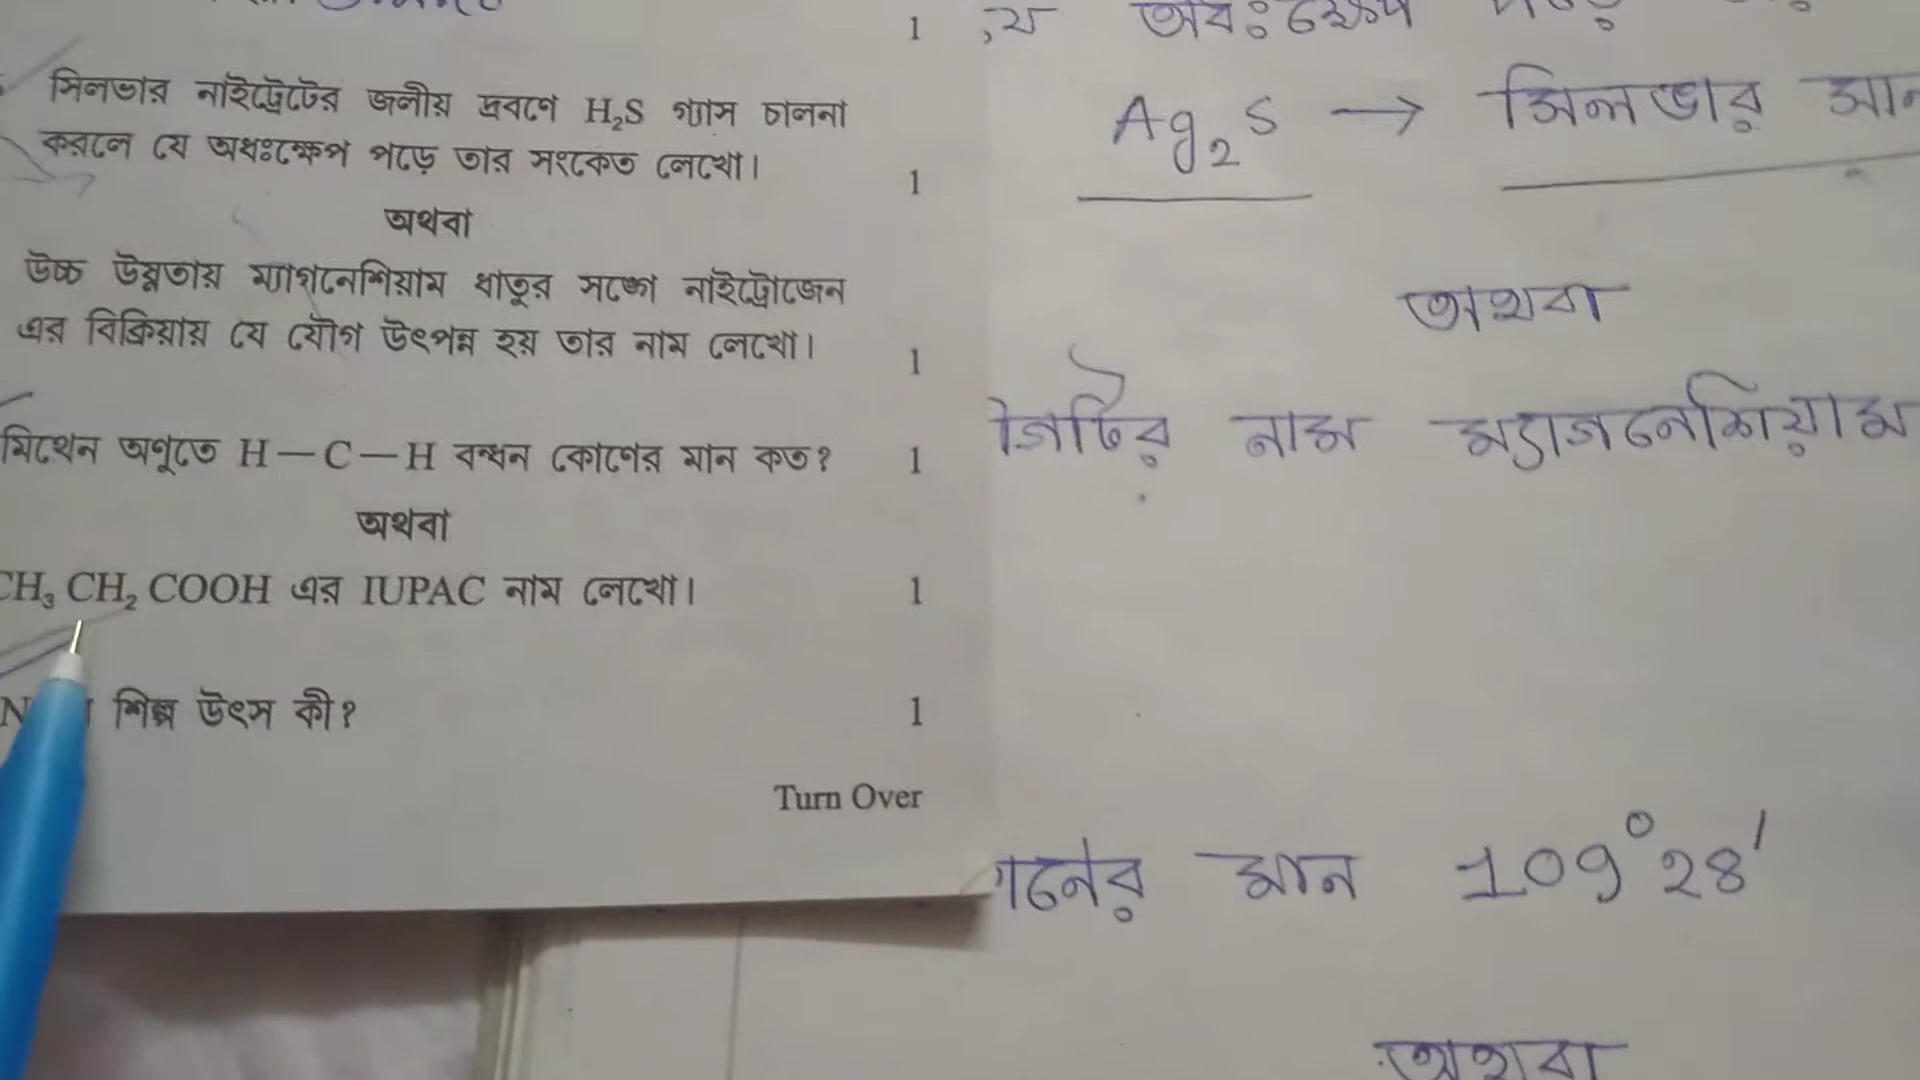 1
সিলভার নাইট্রেটের জলীয় দ্রবণে H₂S গ্যাস চালনা
করলে যে অধঃক্ষেপ পড়ে তার সংকেত লেখো। 1
অথবা
উচ্চ উষ্ণতায় ম্যাগনেশিয়াম ধাতুর সঙ্গে নাইট্রোজেন
এর বিক্রিয়ায় যে যৌগ উৎপন্ন হয় তার নাম লেখো। 1
মিথেন অণুতে H—C—H বন্ধন কোণের মান কত? 1
অথবা
CH₃ CH₂ COOH এর IUPAC নাম লেখো। 1
শিল্প উৎস কী? 1
Turn Over
Ag₂S → সিলভার
অথবা
নাম ম্যাগনেশিয়াম
মান 109°28'
অথবা